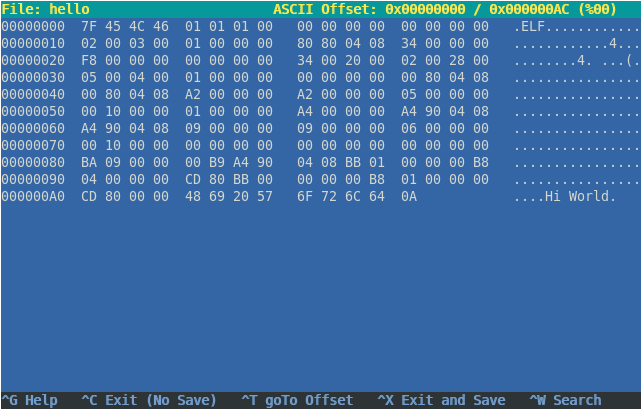 File: hello ASCII Offset: 0x00000000 / 0x000000AC (%00)
00000000 7F 45 4C 46 01 01 01 00 00 00 00 00 00 00 00 00 .ELF............
00000010 02 00 03 00 01 00 00 00 80 80 04 08 34 00 00 00 ............4...
00000020 F8 00 00 00 00 00 00 00 34 00 20 00 02 00 28 00 ........4. ...(.
00000030 05 00 04 00 01 00 00 00 00 00 00 00 00 80 04 08 ................
00000040 00 80 04 08 A2 00 00 00 A2 00 00 00 05 00 00 00 ................
00000050 00 10 00 00 01 00 00 00 A4 00 00 00 A4 90 04 08 ................
00000060 A4 90 04 08 09 00 00 00 09 00 00 00 06 00 00 00 ................
00000070 00 10 00 00 00 00 00 00 00 00 00 00 00 00 00 00 ................
00000080 BA 09 00 00 00 B9 A4 90 04 08 BB 01 00 00 00 B8 ................
00000090 04 00 00 00 CD 80 BB 00 00 00 00 B8 01 00 00 00 ................
000000A0 CD 80 00 00 48 69 20 57 6F 72 6C 64 0A ....Hi World.
^G Help ^C Exit (No Save) ^T goTo Offset ^X Exit and Save ^W Search